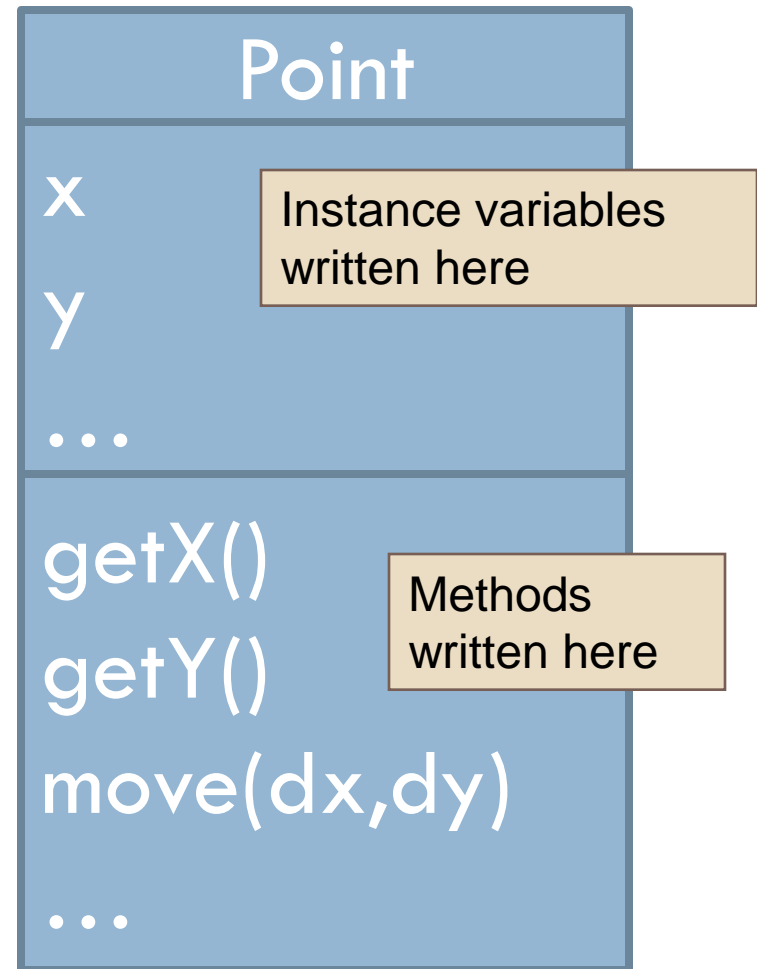 Point
x
Instance variables
written here
y
...
getX()
Methods
written here
getY()
move(dx,dy)
...